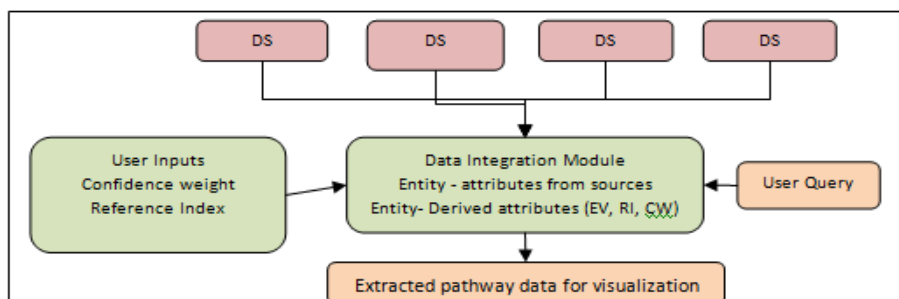 DS
DS
DS
DS
User Inputs
Confidence weight
Reference Index
Data Integration Module
Entity - attributes from sources
Entity- Derived attributes (EV, RI, CW)
User Query
Extracted pathway data for visualization